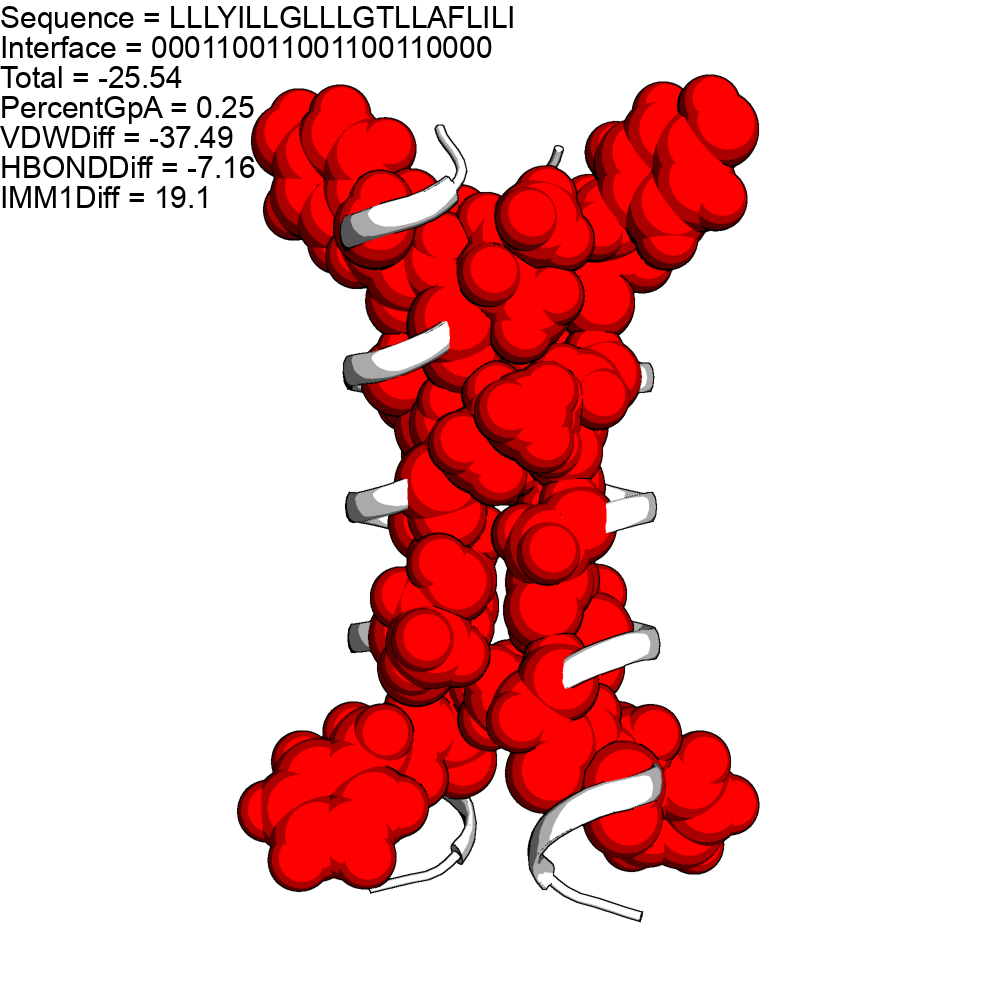 Sequence = LLLYILLGLLLGTLLAFLILI
Interface = 000110011001100110000
Total = -25.54
PercentGpA = 0.25
VDWDiff = -37.49
HBONDDiff = -7.16
IMM1Diff = 19.1